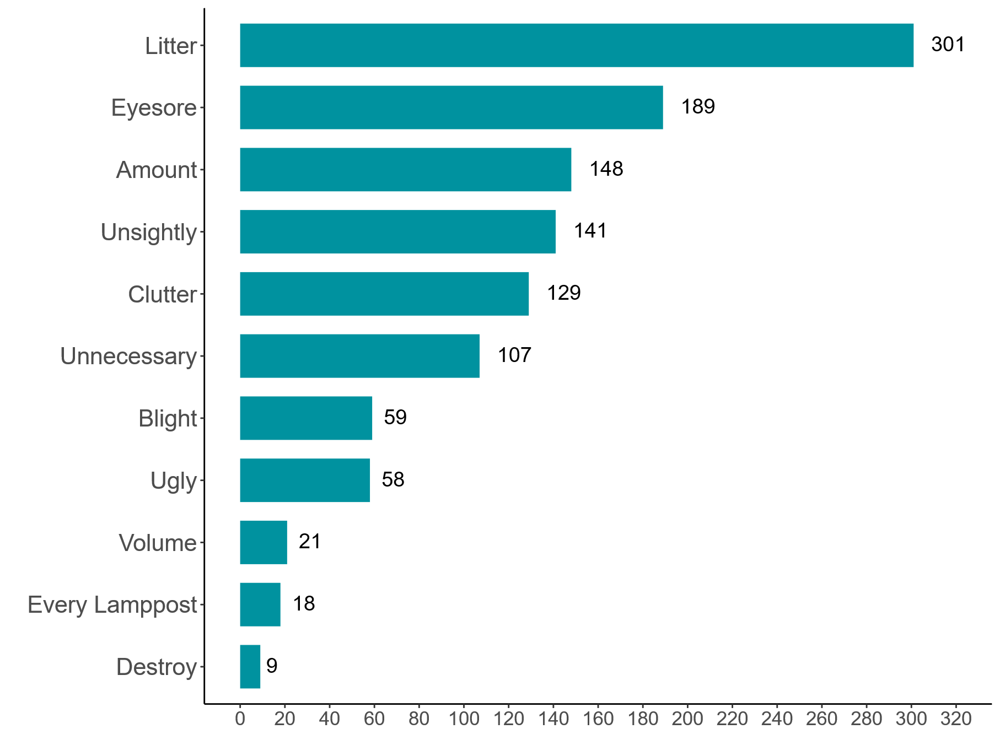 Litter 301
Eyesore 189
Amount 148
Unsightly 141
Clutter 129
Unnecessary 107
Blight 59
Ugly 58
Volume 21
Every Lamppost 18
Destroy 9
0 20 40 60 80 100 120 140 160 180 200 220 240 260 280 300 320